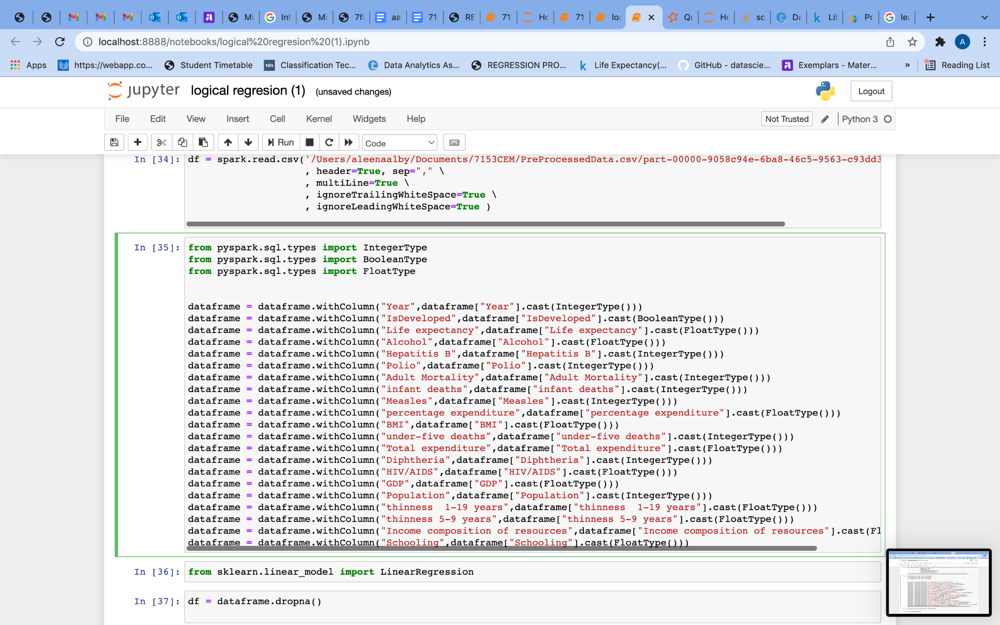 Mi
Inf
Mi
7f
aa
71
RE
71
Hc
71
lo
Qu
Hc
sc
Da
Lif
Pr
lea
localhost:8888/notebooks/logical%20regresion%20(1).ipynb
A
Apps
https://webapp.co...
Student Timetable
tds
Classification Tec...
Data Analytics As...
REGRESSION PRO...
k
Life Expectancy(...
GitHub - datascie...
Exemplars - Mater...
»
Reading List
jupyter
logical regresion (1)
(unsaved changes)
Logout
File
Edit
View
Insert
Cell
Kernel
Widgets
Help
Not Trusted
Python 3
Run
Code
In [34]: df = spark.read.csv('/Users/aleenaalby/Documents/7153CEM/PreProcessedData.csv/part-00000-9058c94e-6ba8-46c5-9563-c93dd3
, header=True, sep="," \
, multiLine=True \
, ignoreTrailingWhiteSpace=True \
, ignoreLeadingWhiteSpace=True )
In [35]: from pyspark.sql.types import IntegerType
from pyspark.sql.types import BooleanType
from pyspark.sql.types import FloatType
dataframe = dataframe.withColumn("Year",dataframe["Year"].cast(IntegerType()))
dataframe = dataframe.withColumn("IsDeveloped",dataframe["IsDeveloped"].cast(BooleanType()))
dataframe = dataframe.withColumn("Life expectancy",dataframe["Life expectancy"].cast(FloatType()))
dataframe = dataframe.withColumn("Alcohol",dataframe["Alcohol"].cast(FloatType()))
dataframe = dataframe.withColumn("Hepatitis B",dataframe["Hepatitis B"].cast(IntegerType()))
dataframe = dataframe.withColumn("Polio",dataframe["Polio"].cast(IntegerType()))
dataframe = dataframe.withColumn("Adult Mortality",dataframe["Adult Mortality"].cast(IntegerType()))
dataframe = dataframe.withColumn("infant deaths",dataframe["infant deaths"].cast(IntegerType()))
dataframe = dataframe.withColumn("Measles",dataframe["Measles"].cast(IntegerType()))
dataframe = dataframe.withColumn("percentage expenditure",dataframe["percentage expenditure"].cast(FloatType()))
dataframe = dataframe.withColumn("BMI",dataframe["BMI"].cast(FloatType()))
dataframe = dataframe.withColumn("under-five deaths",dataframe["under-five deaths"].cast(IntegerType()))
dataframe = dataframe.withColumn("Total expenditure",dataframe["Total expenditure"].cast(FloatType()))
dataframe = dataframe.withColumn("Diphtheria",dataframe["Diphtheria"].cast(IntegerType()))
dataframe = dataframe.withColumn("HIV/AIDS",dataframe["HIV/AIDS"].cast(FloatType()))
dataframe = dataframe.withColumn("GDP",dataframe["GDP"].cast(FloatType()))
dataframe = dataframe.withColumn("Population",dataframe["Population"].cast(IntegerType()))
dataframe = dataframe.withColumn("thinness  1-19 years",dataframe["thinness  1-19 years"].cast(FloatType()))
dataframe = dataframe.withColumn("thinness 5-9 years",dataframe["thinness 5-9 years"].cast(FloatType()))
dataframe = dataframe.withColumn("Income composition of resources",dataframe["Income composition of resources"].cast(Fl
dataframe = dataframe.withColumn("Schooling",dataframe["Schooling"].cast(FloatType()))
In [36]: from sklearn.linear_model import LinearRegression
In [37]: df = dataframe.dropna()